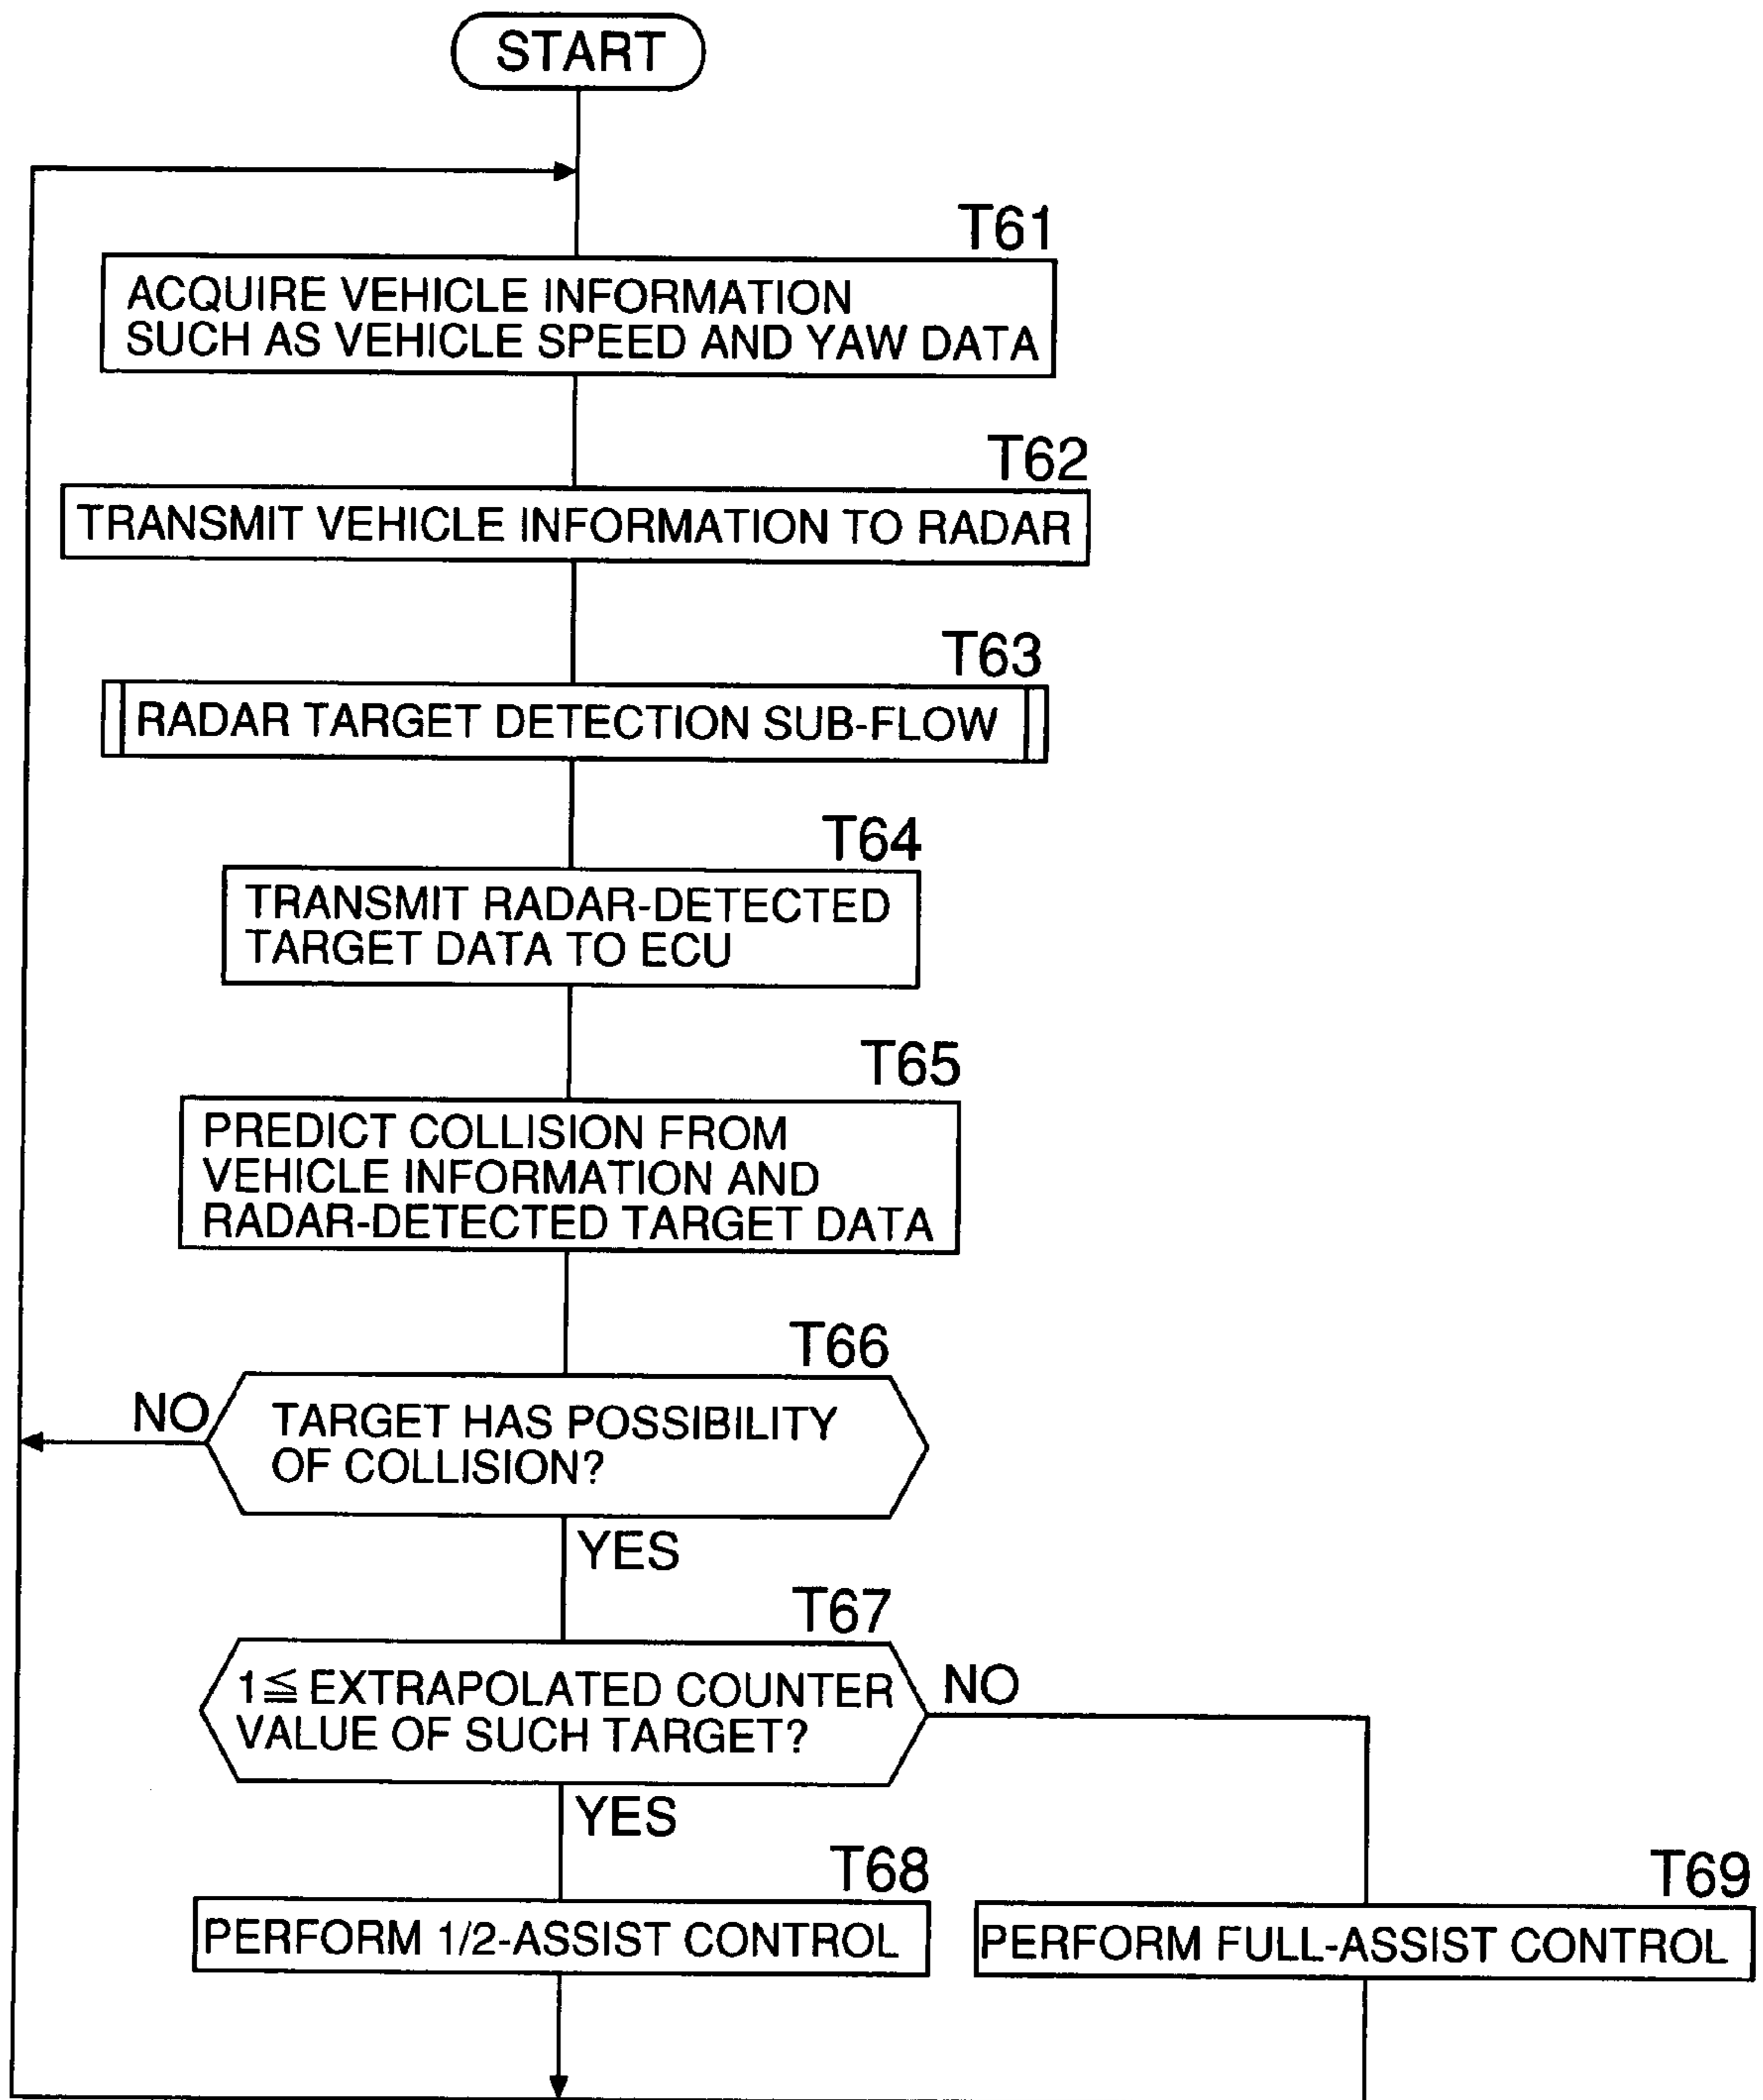 START
T61
ACQUIRE VEHICLE INFORMATION
SUCH AS VEHICLE SPEED AND YAW DATA
T62
TRANSMIT VEHICLE INFORMATION TO RADAR
T63
RADAR TARGET DETECTION SUB-FLOW
T64
TRANSMIT RADAR-DETECTED
TARGET DATA TO ECU
T65
PREDICT COLLISION FROM
VEHICLE INFORMATION AND
RADAR-DETECTED TARGET DATA
T66
NO
TARGET HAS POSSIBILITY
OF COLLISION?
YES
T67
1≦EXTRAPOLATED COUNTER
VALUE OF SUCH TARGET?
NO
YES
T68
PERFORM 1/2-ASSIST CONTROL
T69
PERFORM FULL-ASSIST CONTROL